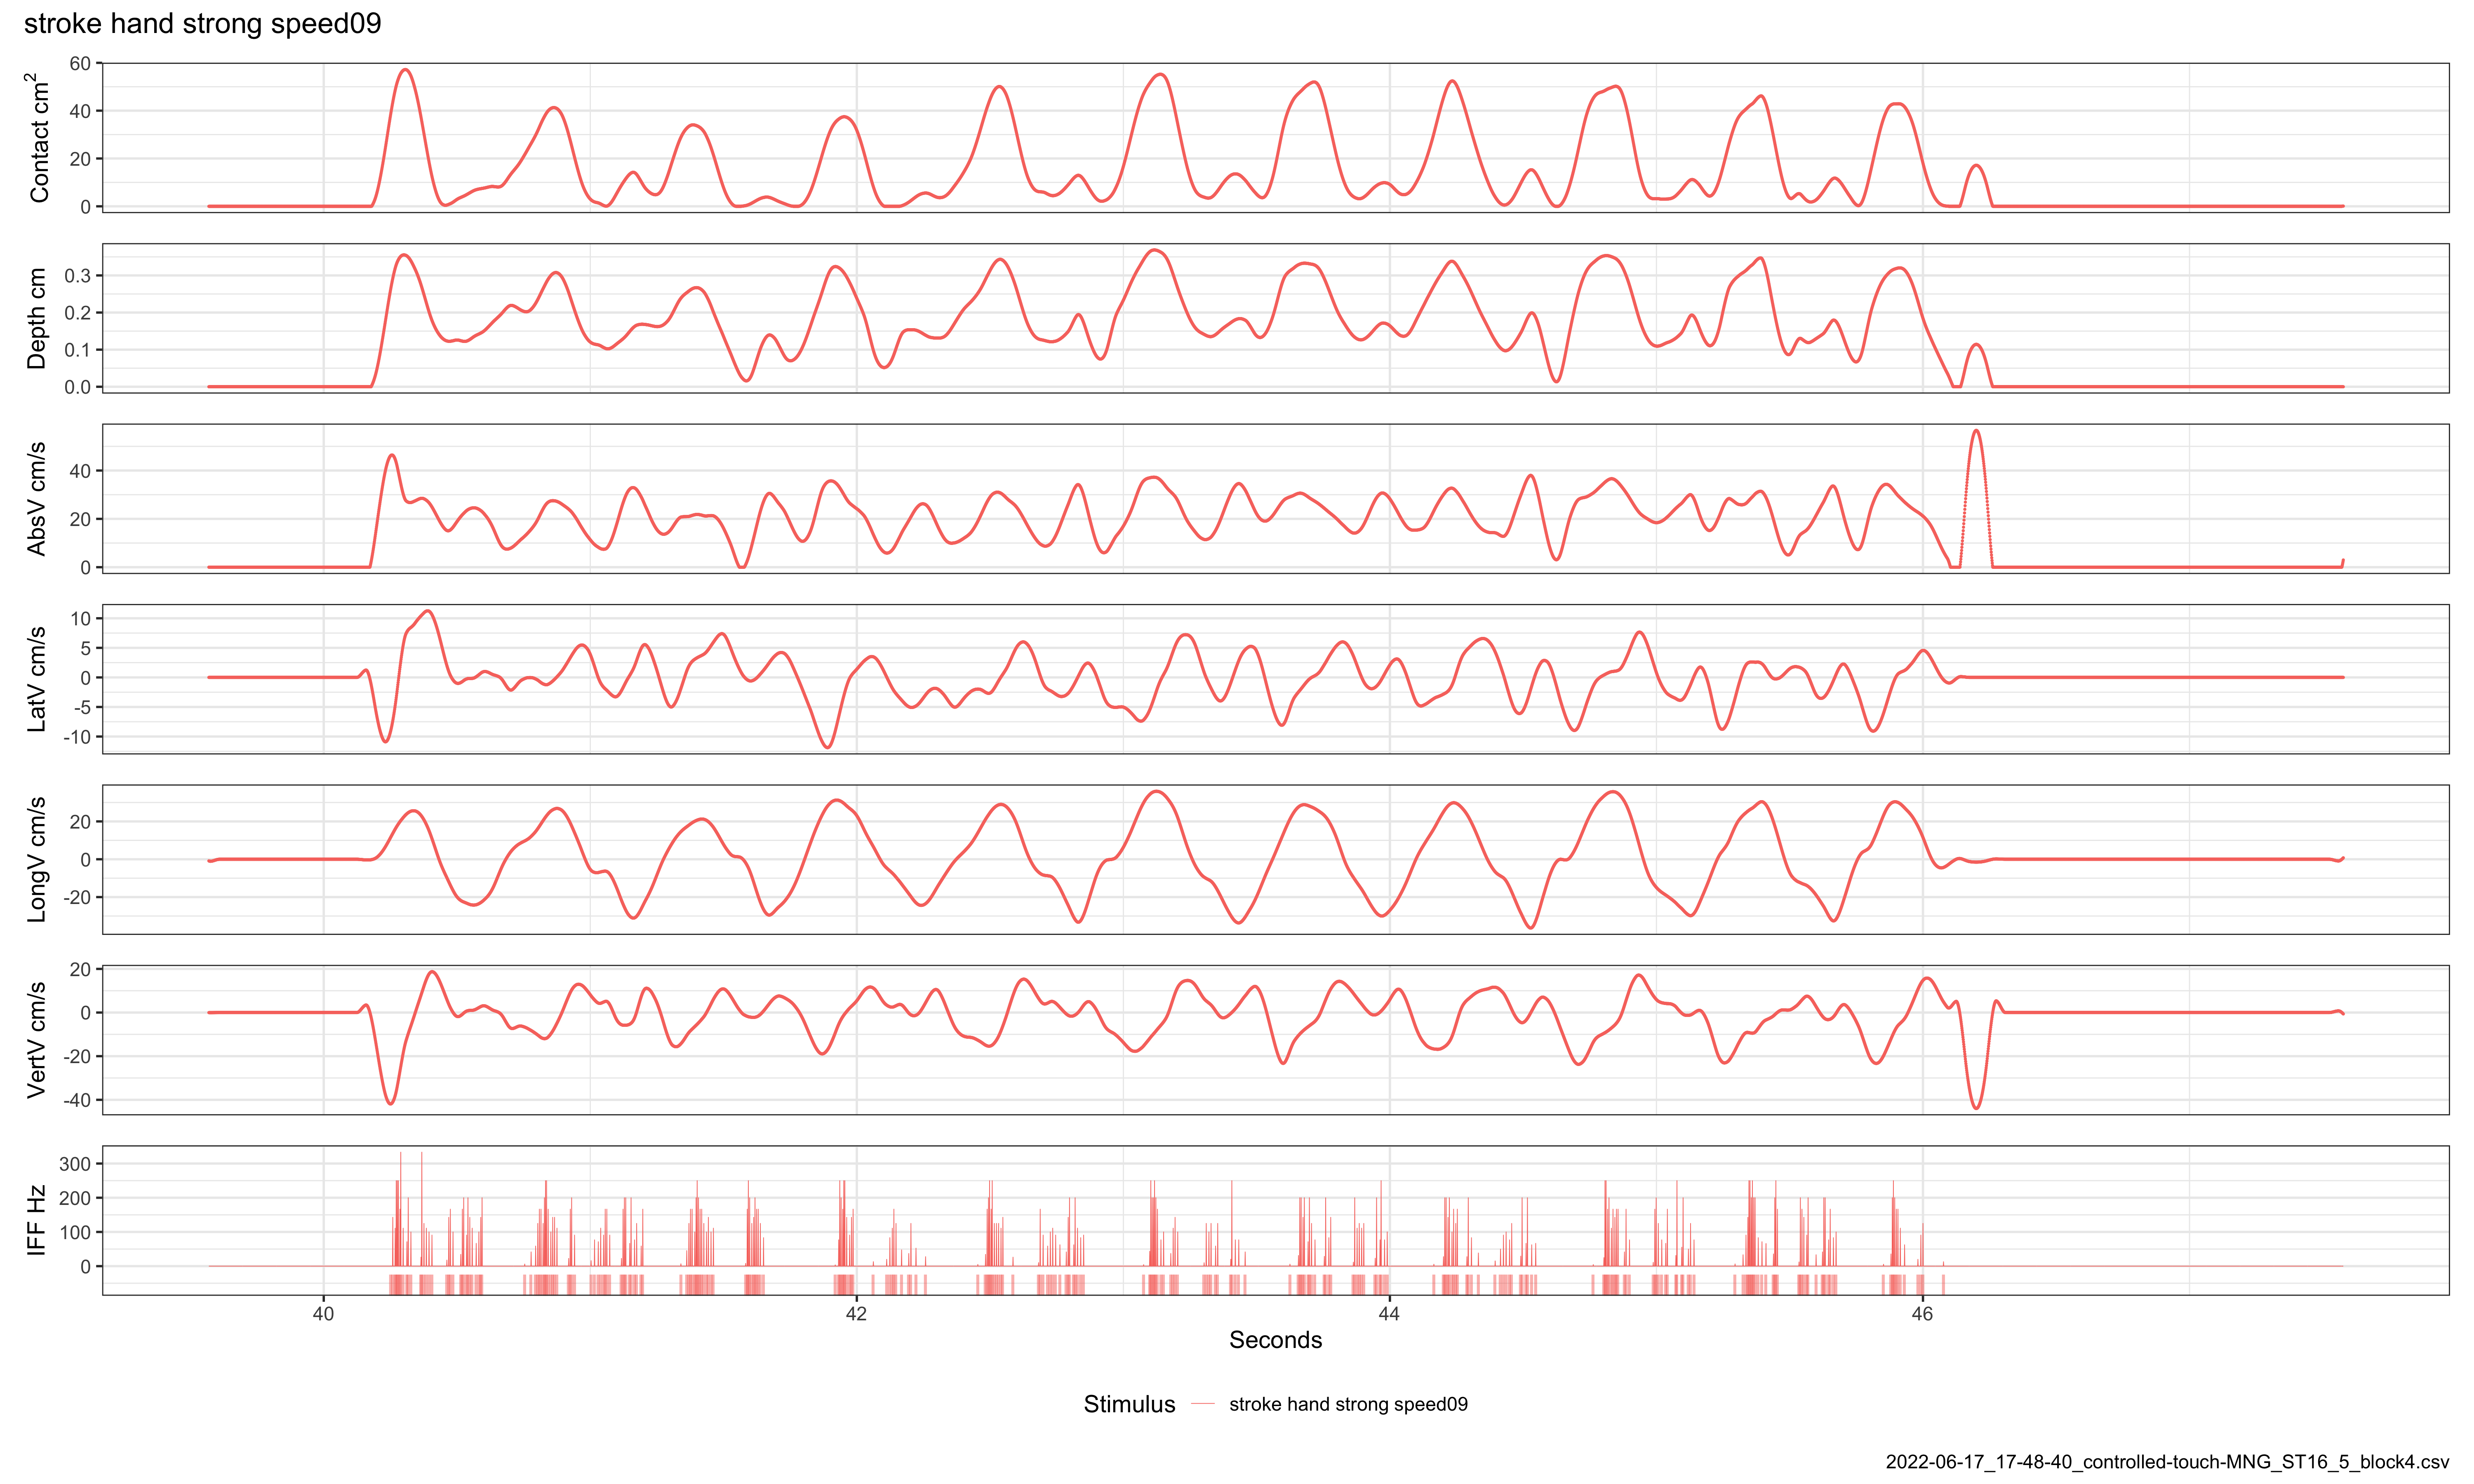 stroke hand strong speed09
Contact cm²
60
40
20
0
Depth cm
0.3
0.2
0.1
0.0
AbsV cm/s
40
20
0
LatV cm/s
10
5
0
-5
-10
LongV cm/s
20
0
-20
VertV cm/s
20
0
-20
-40
IFF Hz
300
200
100
0
40 42 44 46
Seconds
Stimulus stroke hand strong speed09
2022-06-17_17-48-40_controlled-touch-MNG_ST16_5_block4.csv